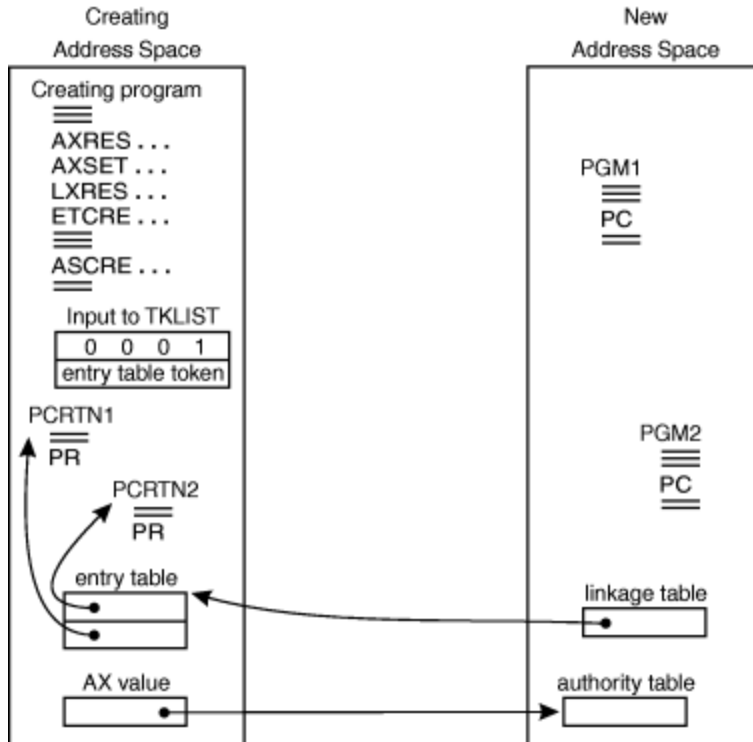 Creating
Address Space
Creating program
AXRES . . .
AXSET . . .
LXRES . . .
ETCRE . . .
ASCRE . . .
Input to TKLIST
0 0 0 1
entry table token
PCRTN1
PR
PCRTN2
PR
entry table
AX value
New
Address Space
PGM1
PC
PGM2
PC
linkage table
authority table